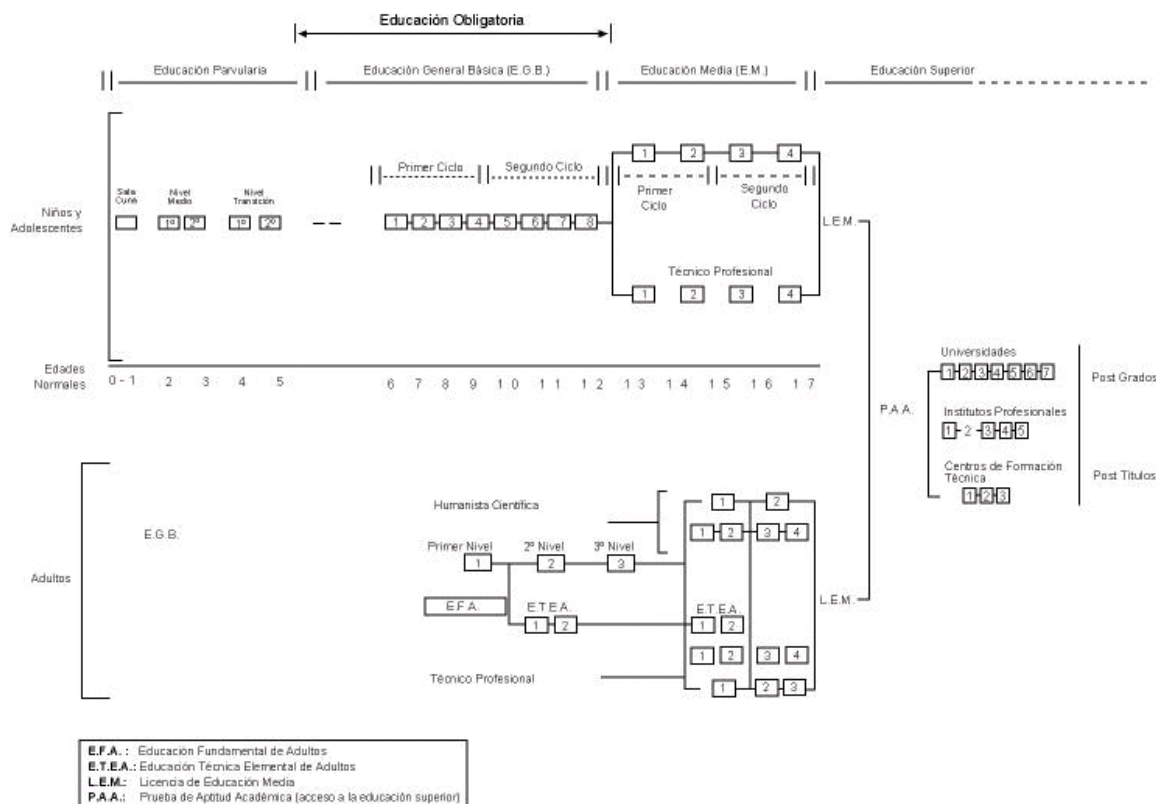 Educación Obligatoria
Educación Parvularia Educación General Básica (E.G.B.) Educación Media (E.M.) Educación Superior
1 2 3 4
Primer Ciclo Segundo Ciclo
Primer Ciclo
Segundo Ciclo
Sala Cuna
Nivel Medio
Nivel Transición
Niños y Adolescentes
1º 2º 1º 2º
1 2 3 4 5 6 7 8
L.E.M.
Técnico Profesional
1 2 3 4
Edades Normales
0 - 1 2 3 4 5 6 7 8 9 10 11 12 13 14 15 16 17
P.A.A.
Universidades
1 2 3 4 5 6 7
Post Grados
Institutos Profesionales
1 - 2 3 4 5
Centros de Formación Técnica
1 2 3
Post Títulos
Adultos
E.G.B.
Humanista Científica
1 2
1 2 3 4
Primer Nivel 2º Nivel 3º Nivel
1 2 3
E.F.A.
E.T.E.A.
1 2
E.T.E.A.
1 2
L.E.M.
1 2 3 4
Técnico Profesional
1 2 3
E.F.A. : Educación Fundamental de Adultos
E.T.E.A.: Educación Técnica Elemental de Adultos
L.E.M.: Licencia de Educación Media
P.A.A.: Prueba de Aptitud Académica (acceso a la educación superior)